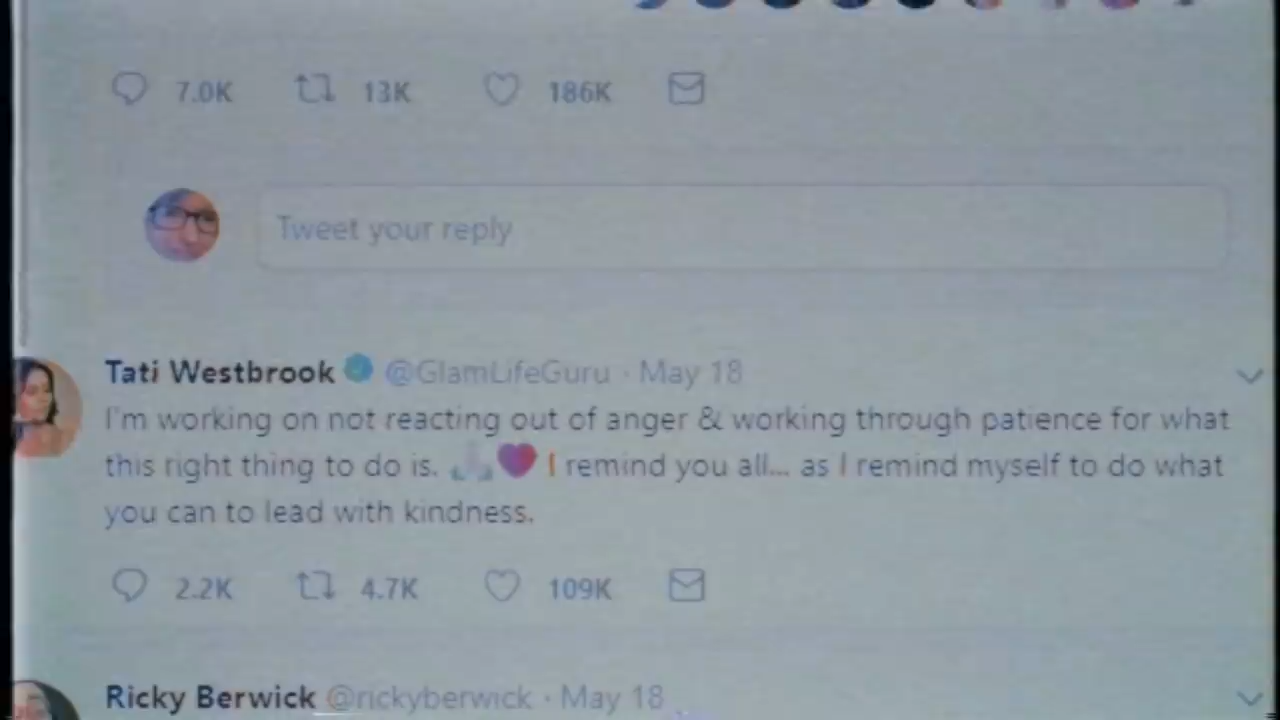 7.0K 13K 186K
Tweet your reply
Tati Westbrook @GlamLifeGuru · May 18
I'm working on not reacting out of anger & working through patience for what
this right thing to do is. 🙏💜 I remind you all... as I remind myself to do what
you can to lead with kindness.
2.2K 4.7K 109K
Ricky Berwick @rickyberwick · May 18